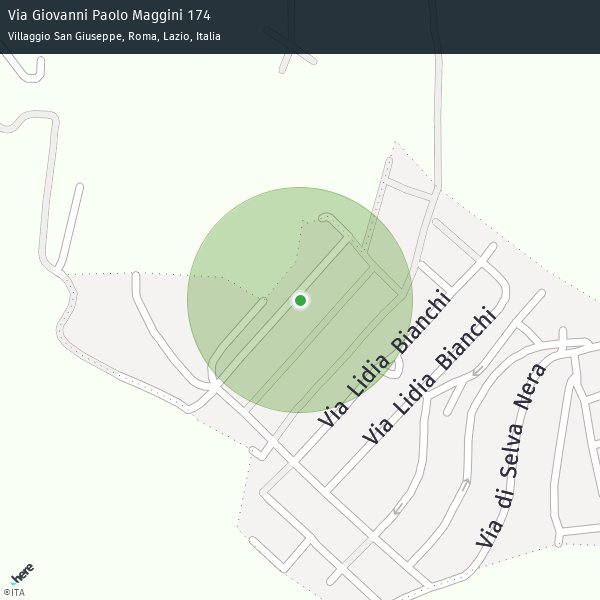 Via Giovanni Paolo Maggini 174
Villaggio San Giuseppe, Roma, Lazio, Italia
Via Lidia Bianchi
Via Lidia Bianchi
Via di Selva Nera
here
©ITA